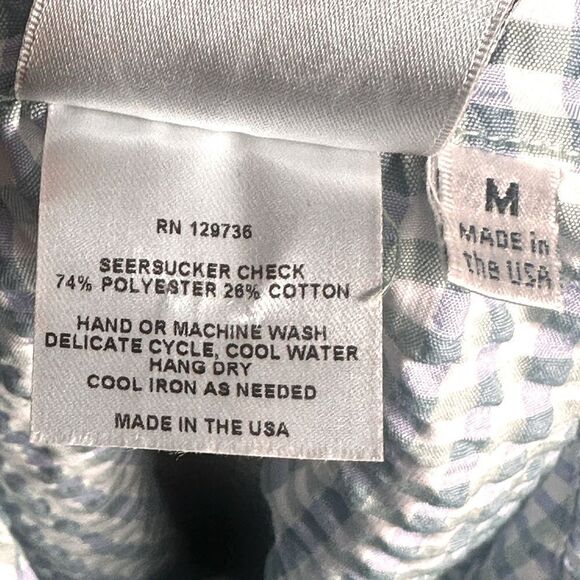 RN 129736
SEERSUCKER CHECK
74% POLYESTER 26% COTTON
HAND OR MACHINE WASH
DELICATE CYCLE, COOL WATER
HANG DRY
COOL IRON AS NEEDED
MADE IN THE USA
M
MADE in
the USA